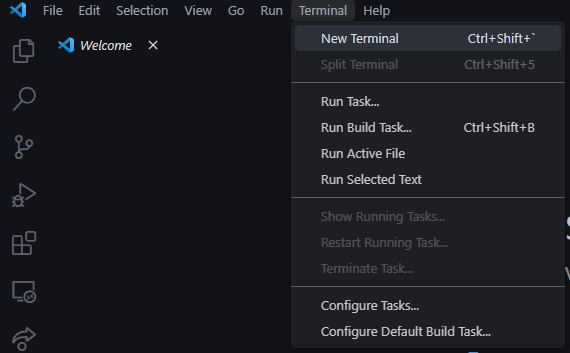 File Edit Selection View Go Run Terminal Help
Welcome
New Terminal Ctrl+Shift+`
Split Terminal Ctrl+Shift+5
Run Task...
Run Build Task... Ctrl+Shift+B
Run Active File
Run Selected Text
Show Running Tasks...
Restart Running Task...
Terminate Task...
Configure Tasks...
Configure Default Build Task...